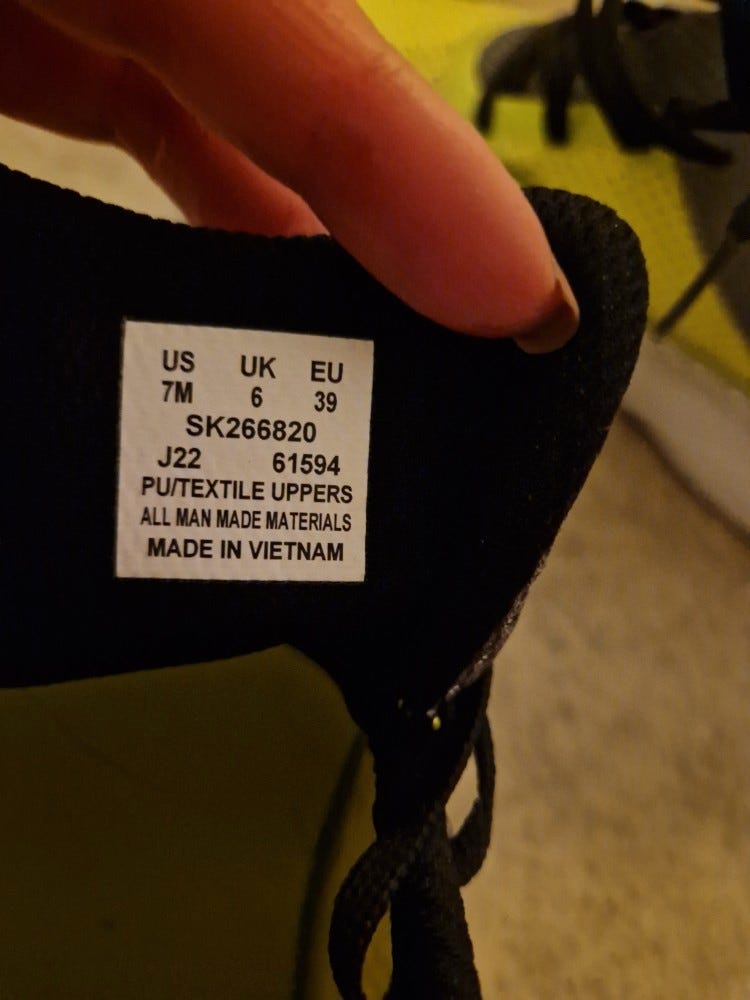 US UK EU
7M 6 39
SK266820
J22 61594
PU/TEXTILE UPPERS
ALL MAN MADE MATERIALS
MADE IN VIETNAM